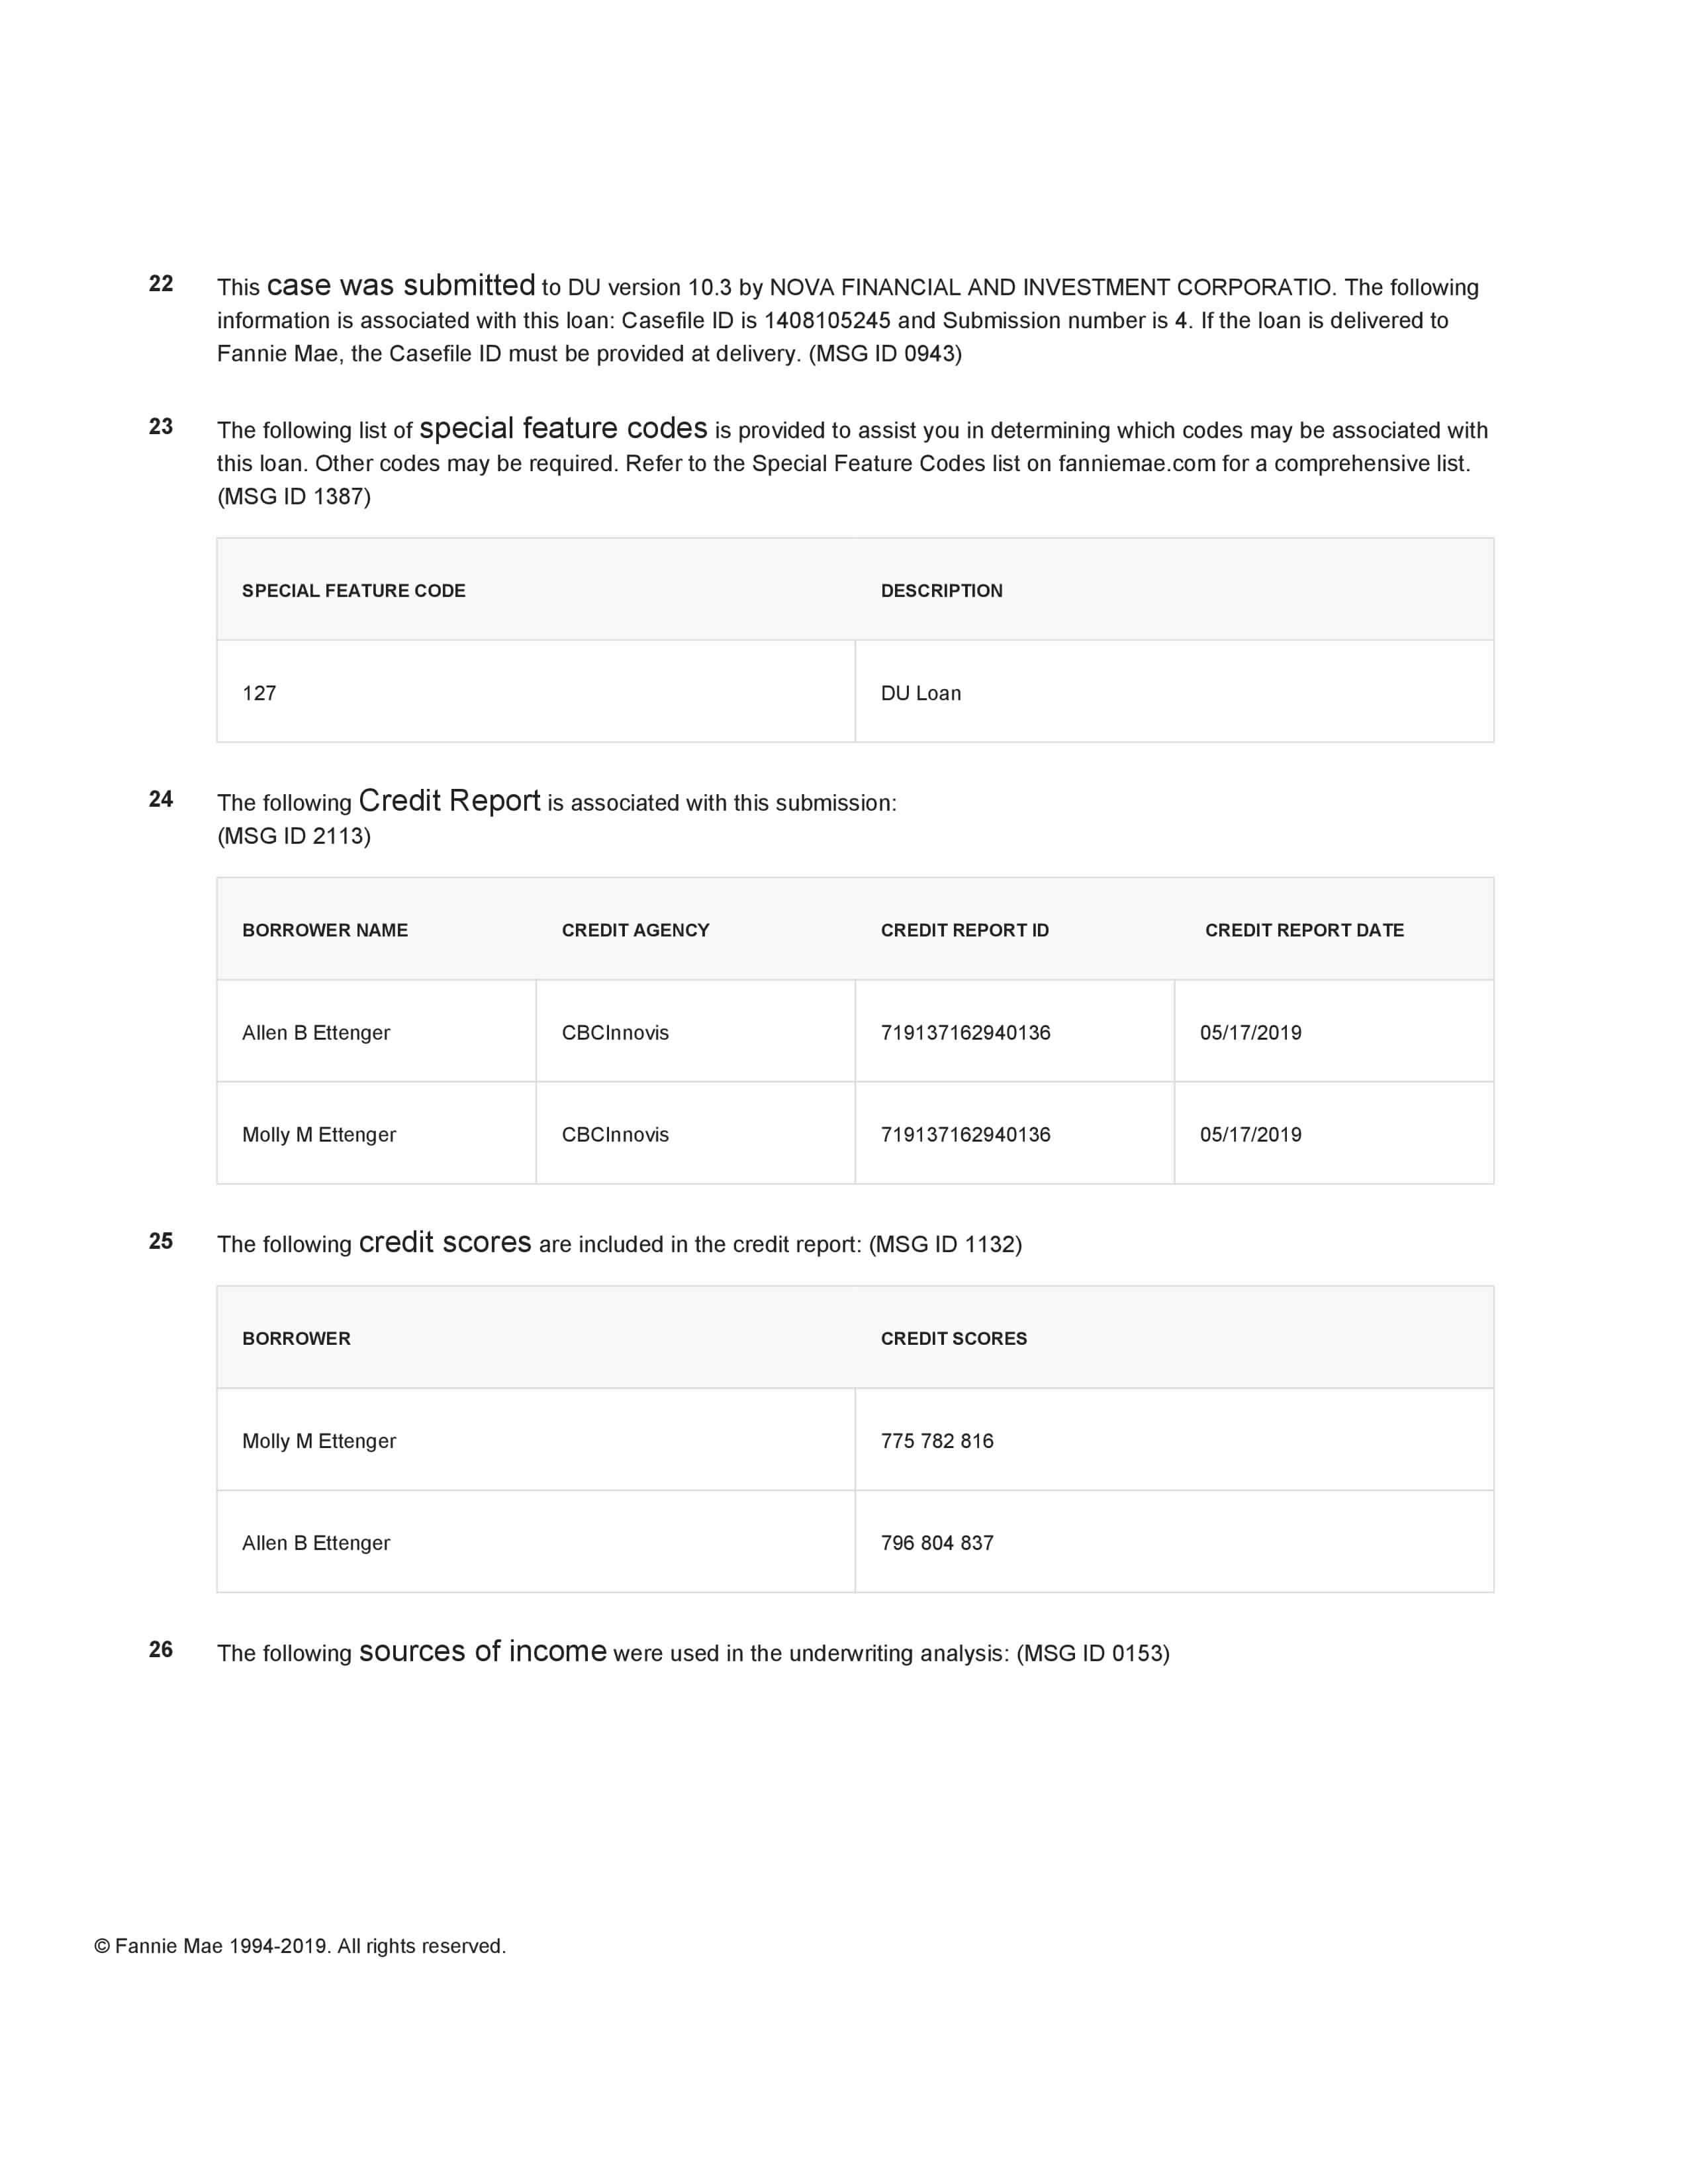 22 This case was submitted to DU version 10.3 by NOVA FINANCIAL AND INVESTMENT CORPORATIO. The following
information is associated with this loan: Casefile ID is 1408105245 and Submission number is 4. If the loan is delivered to
Fannie Mae, the Casefile ID must be provided at delivery. (MSG ID 0943)
23 The following list of special feature codes is provided to assist you in determining which codes may be associated with
this loan. Other codes may be required. Refer to the Special Feature Codes list on fanniemae.com for a comprehensive list.
(MSG ID 1387)
SPECIAL FEATURE CODE DESCRIPTION
127 DU Loan
24 The following Credit Report is associated with this submission:
(MSG ID 2113)
BORROWER NAME CREDIT AGENCY CREDIT REPORT ID CREDIT REPORT DATE
Allen B Ettenger CBCInnovis 719137162940136 05/17/2019
Molly M Ettenger CBCInnovis 719137162940136 05/17/2019
25 The following credit scores are included in the credit report: (MSG ID 1132)
BORROWER CREDIT SCORES
Molly M Ettenger 775 782 816
Allen B Ettenger 796 804 837
26 The following sources of income were used in the underwriting analysis: (MSG ID 0153)
© Fannie Mae 1994-2019. All rights reserved.